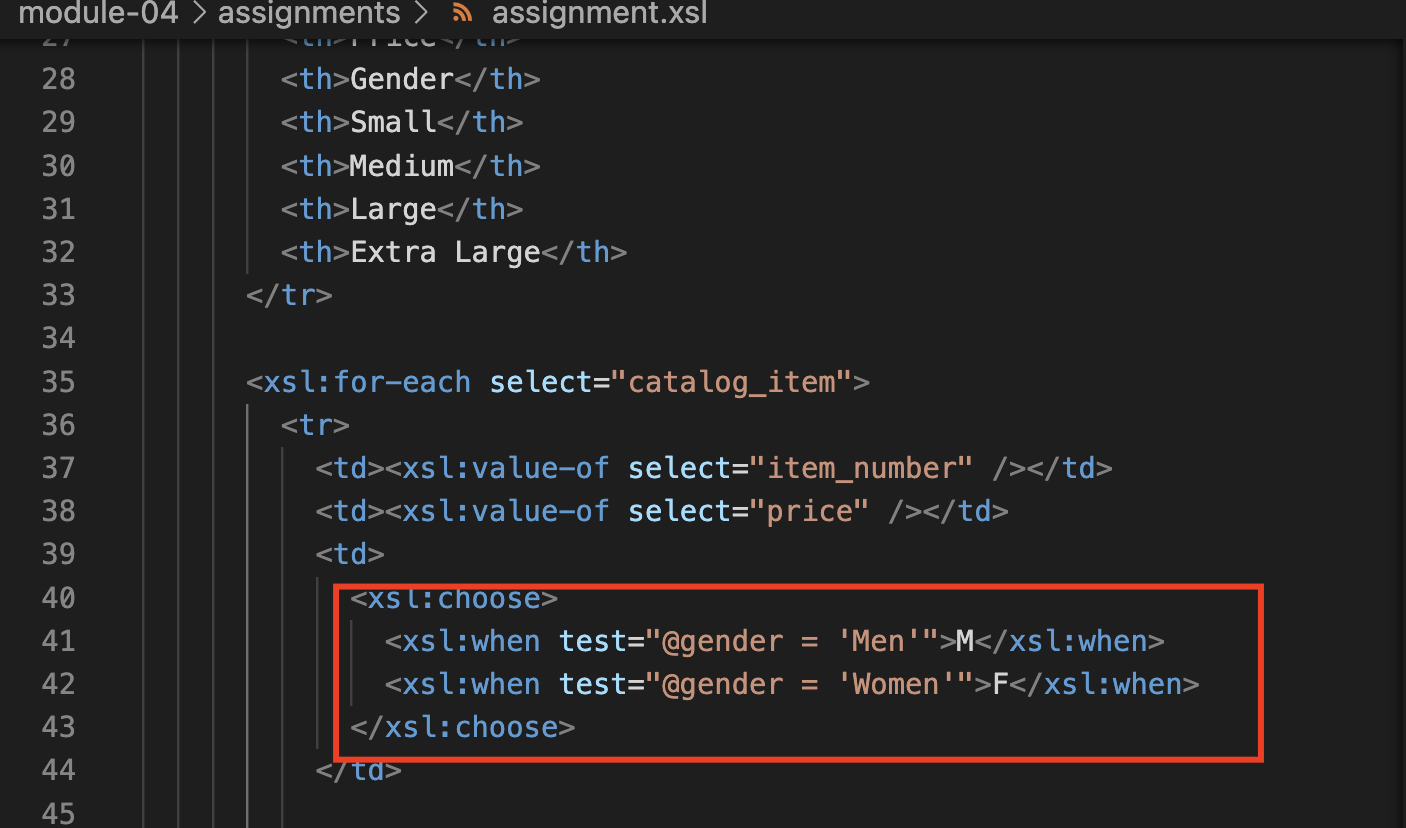 module-04 > assignments > assignment.xsl
27 <th>Price</th>
28 <th>Gender</th>
29 <th>Small</th>
30 <th>Medium</th>
31 <th>Large</th>
32 <th>Extra Large</th>
33 </tr>
34
35 <xsl:for-each select="catalog_item">
36 <tr>
37 <td><xsl:value-of select="item_number" /></td>
38 <td><xsl:value-of select="price" /></td>
39 <td>
40 <xsl:choose>
41 <xsl:when test="@gender = 'Men'">M</xsl:when>
42 <xsl:when test="@gender = 'Women'">F</xsl:when>
43 </xsl:choose>
44 </td>
45